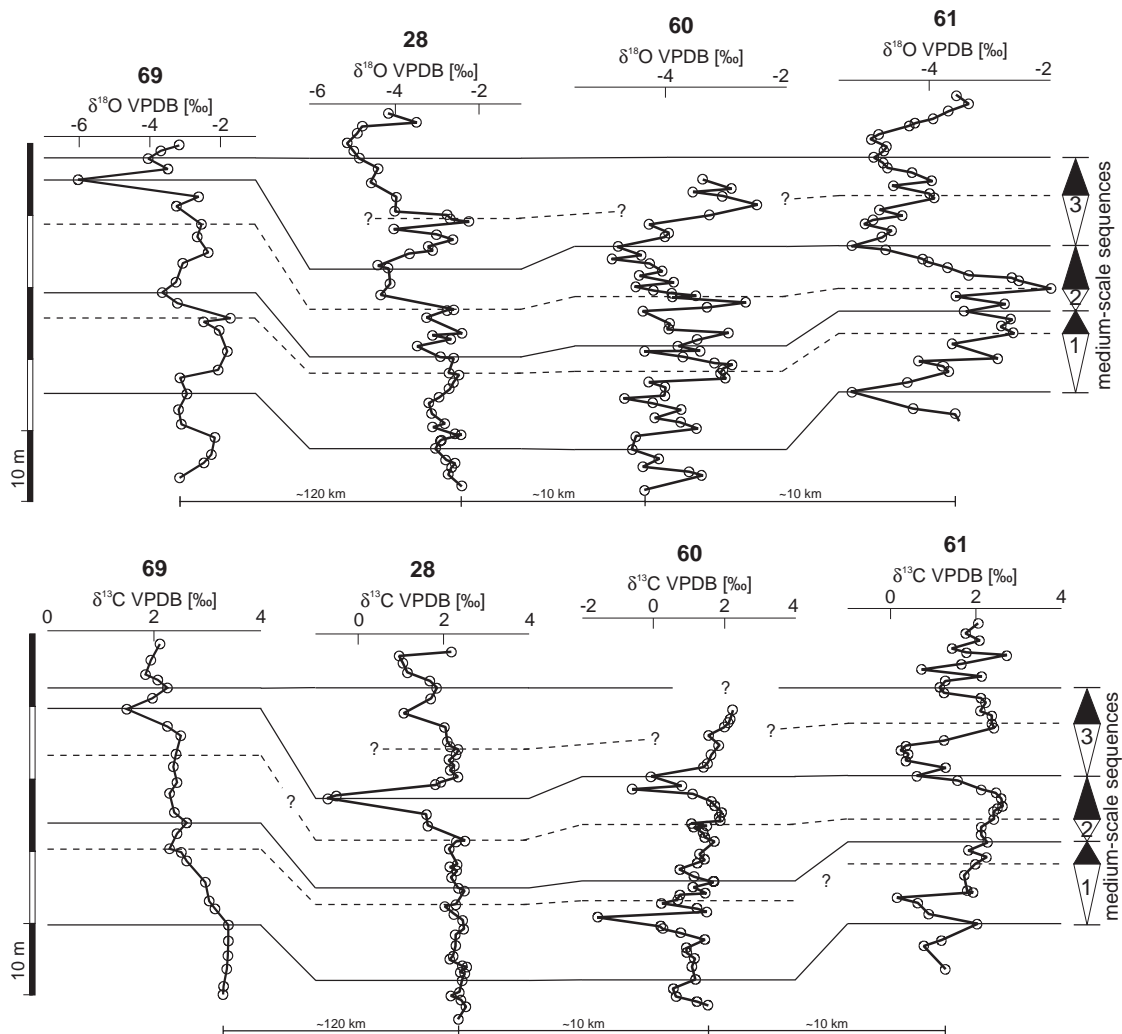 69
δ18O VPDB [‰]
-6 -4 -2
28
δ18O VPDB [‰]
-6 -4 -2
60
δ18O VPDB [‰]
-4 -2
61
δ18O VPDB [‰]
-4 -2
? ?
3
2
1
medium-scale sequences
10 m
~120 km ~10 km ~10 km
69
δ13C VPDB [‰]
0 2 4
28
δ13C VPDB [‰]
0 2
60
δ13C VPDB [‰]
-2 0 2 4
61
δ13C VPDB [‰]
0 2 4
?
? ? ?
?
?
3
2
1
medium-scale sequences
10 m
~120 km ~10 km ~10 km